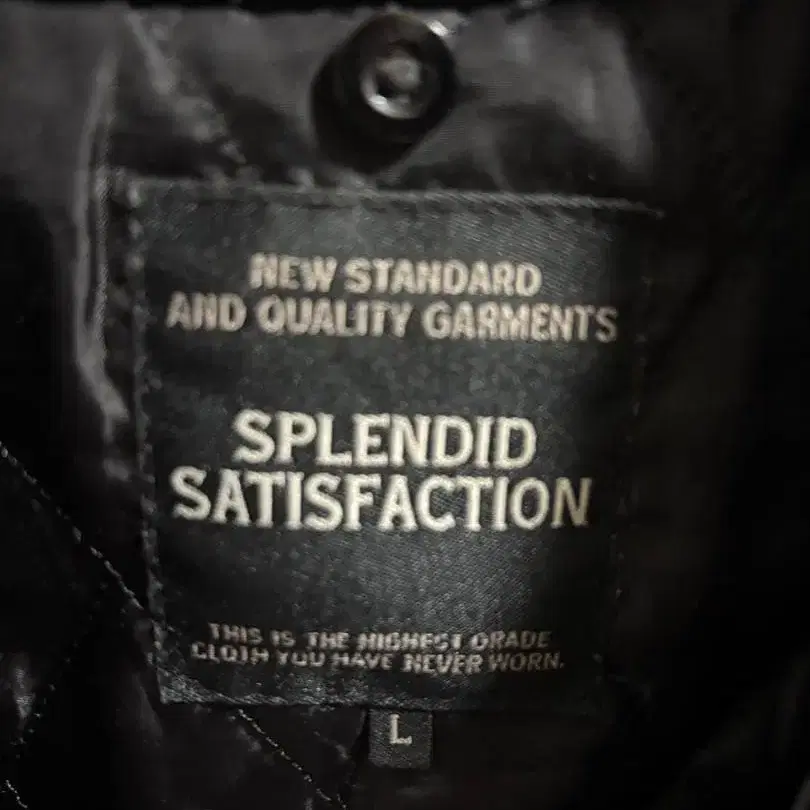 NEW STANDARD
AND QUALITY GARMENTS
SPLENDID
SATISFACTION
THIS IS THE HIGHEST GRADE
CLOTH YOU HAVE NEVER WORN.
L